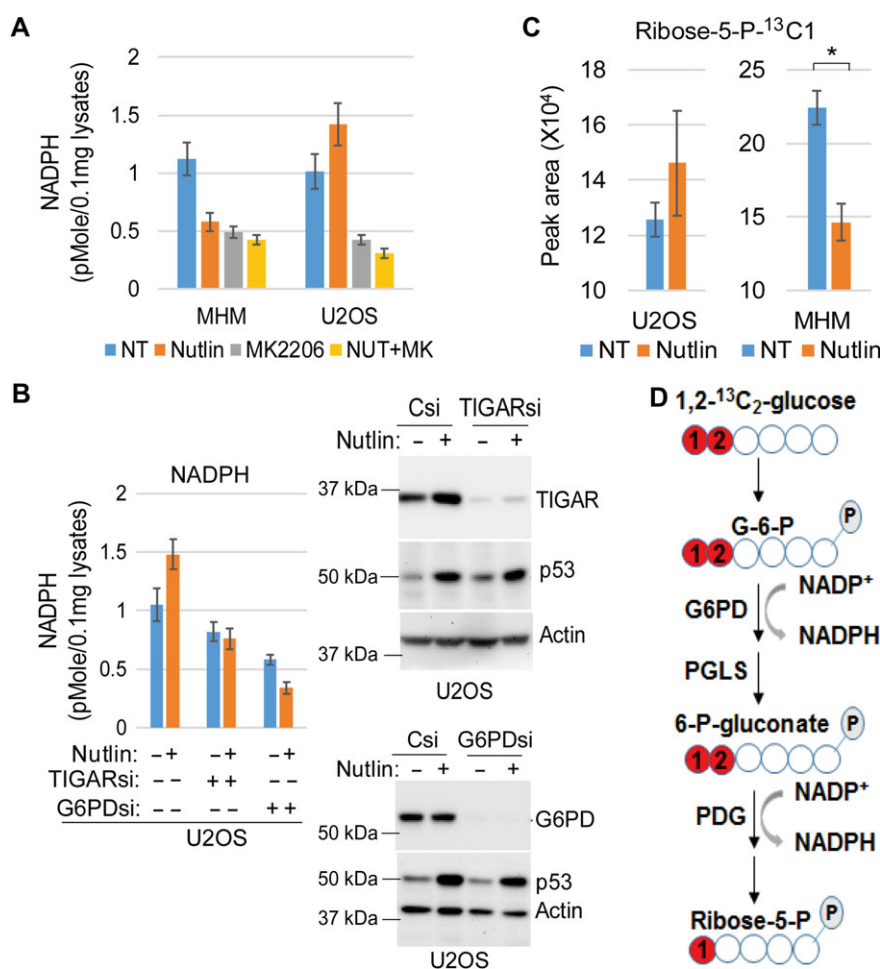 A
NADPH
(pMole/0.1mg lysates)
2
1.5
1
0.5
0
MHM
U2OS
NT
Nutlin
MK2206
NUT+MK
C
Ribose-5-P-¹³C1
Peak area (X10⁴)
18
16
14
12
10
*
25
20
15
10
U2OS
MHM
NT
Nutlin
NT
Nutlin
B
NADPH
NADPH
(pMole/0.1mg lysates)
2
1.5
1
0.5
0
Nutlin: – + – + – +
TIGARsi: – – + +
G6PDsi: – – + +
U2OS
Csi TIGARsi
Nutlin: – + – +
37 kDa
TIGAR
50 kDa
p53
Actin
37 kDa
U2OS
Csi G6PDsi
Nutlin: – + – +
G6PD
50 kDa
50 kDa
p53
Actin
37 kDa
U2OS
D
1,2-¹³C₂-glucose
1 2
G-6-P
P
1 2
G6PD
NADP⁺
NADPH
PGLS
6-P-gluconate
P
1 2
PDG
NADP⁺
NADPH
Ribose-5-P
P
1